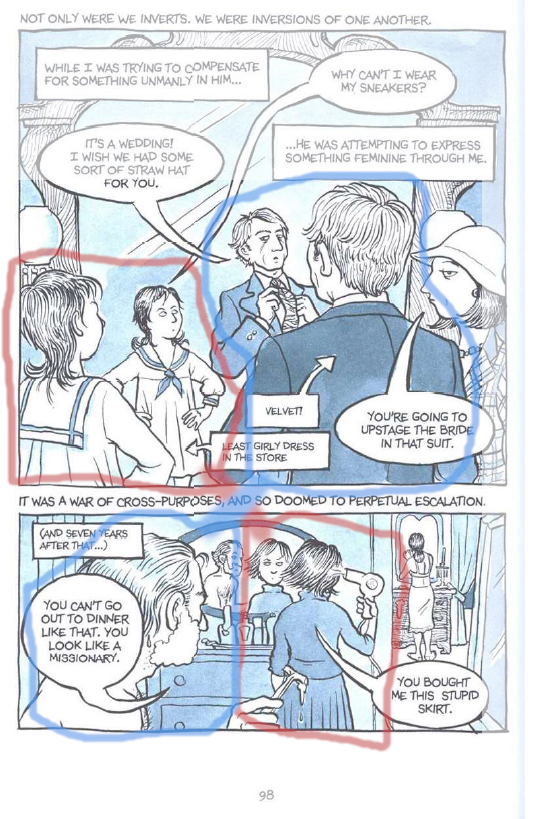 NOT ONLY WERE WE INVERTS. WE WERE INVERSIONS OF ONE ANOTHER.
WHILE I WAS TRYING TO COMPENSATE
FOR SOMETHING UNMANLY IN HIM...
WHY CAN'T I WEAR
MY SNEAKERS?
IT'S A WEDDING!
I WISH WE HAD SOME
SORT OF STRAW HAT
FOR YOU.
...HE WAS ATTEMPTING TO EXPRESS
SOMETHING FEMININE THROUGH ME.
VELVET!
LEAST GIRLY DRESS
IN THE STORE
YOU'RE GOING TO
UPSTAGE THE BRIDE
IN THAT SUIT.
IT WAS A WAR OF CROSS-PURPOSES, AND SO DOOMED TO PERPETUAL ESCALATION.
(AND SEVEN YEARS
AFTER THAT...)
YOU CAN'T GO
OUT TO DINNER
LIKE THAT. YOU
LOOK LIKE A
MISSIONARY.
YOU BOUGHT
ME THIS STUPID
SKIRT.
98